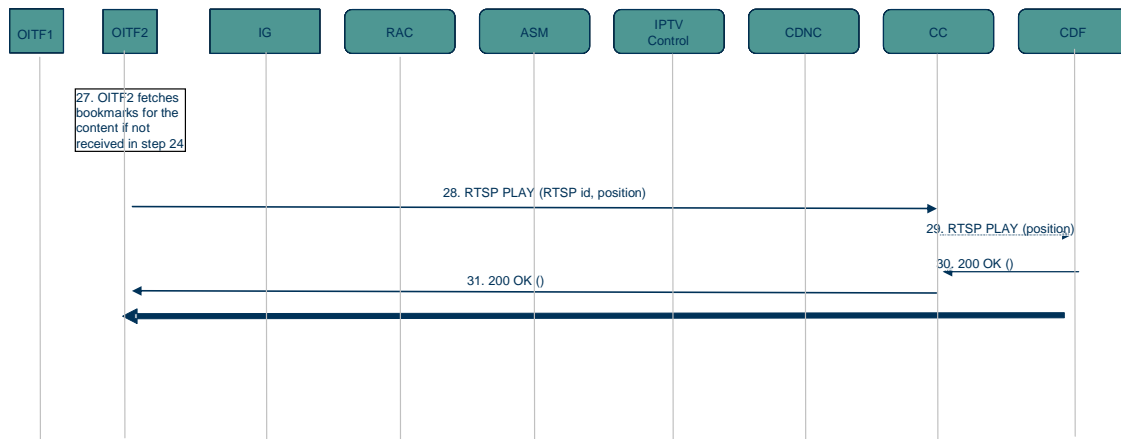 OITF1
OITF2
IG
RAC
ASM
IPTV
Control
CDNC
CC
CDF
27. OITF2 fetches
bookmarks for the
content if not
received in step 24
28. RTSP PLAY (RTSP id, position)
29. RTSP PLAY (position)
30. 200 OK ()
31. 200 OK ()